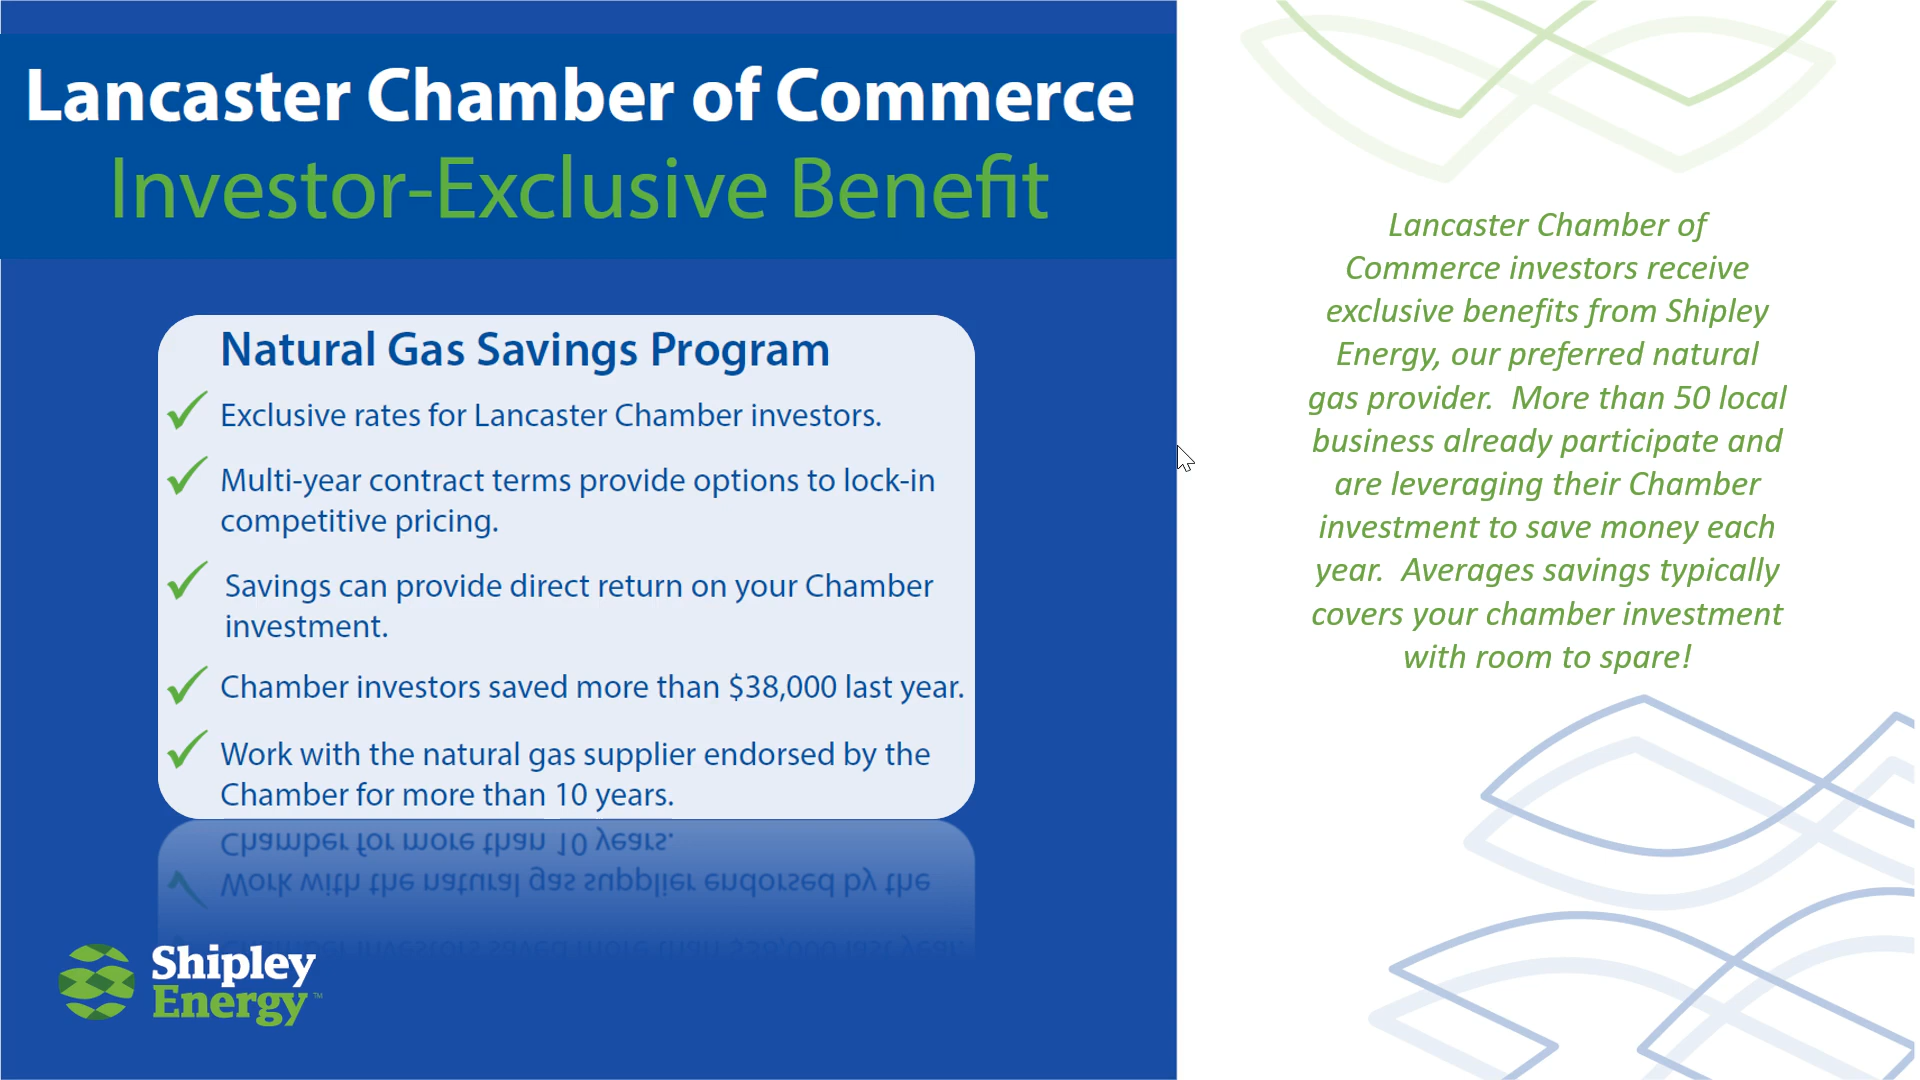 Lancaster Chamber of Commerce
Investor-Exclusive Benefit
Natural Gas Savings Program
Exclusive rates for Lancaster Chamber investors.
Multi-year contract terms provide options to lock-in
competitive pricing.
Savings can provide direct return on your Chamber
investment.
Chamber investors saved more than $38,000 last year.
Work with the natural gas supplier endorsed by the
Chamber for more than 10 years.
Shipley
Energy™
Lancaster Chamber of
Commerce investors receive
exclusive benefits from Shipley
Energy, our preferred natural
gas provider.  More than 50 local
business already participate and
are leveraging their Chamber
investment to save money each
year.  Averages savings typically
covers your chamber investment
with room to spare!